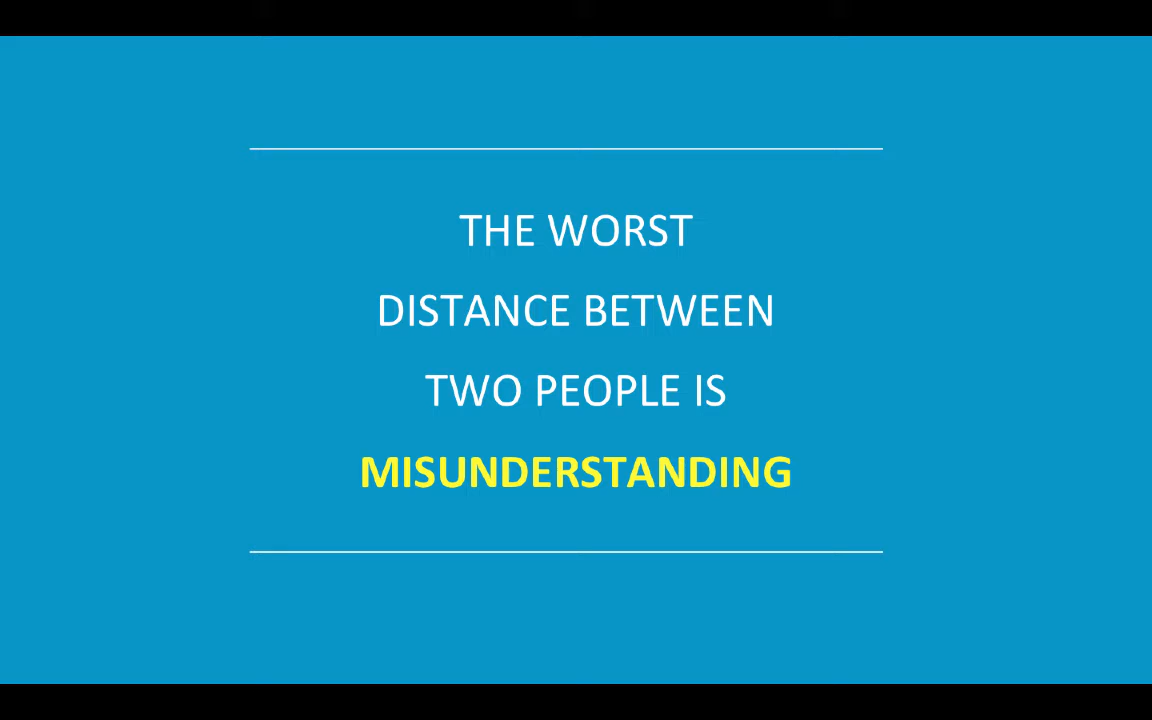 THE WORST
DISTANCE BETWEEN
TWO PEOPLE IS
MISUNDERSTANDING